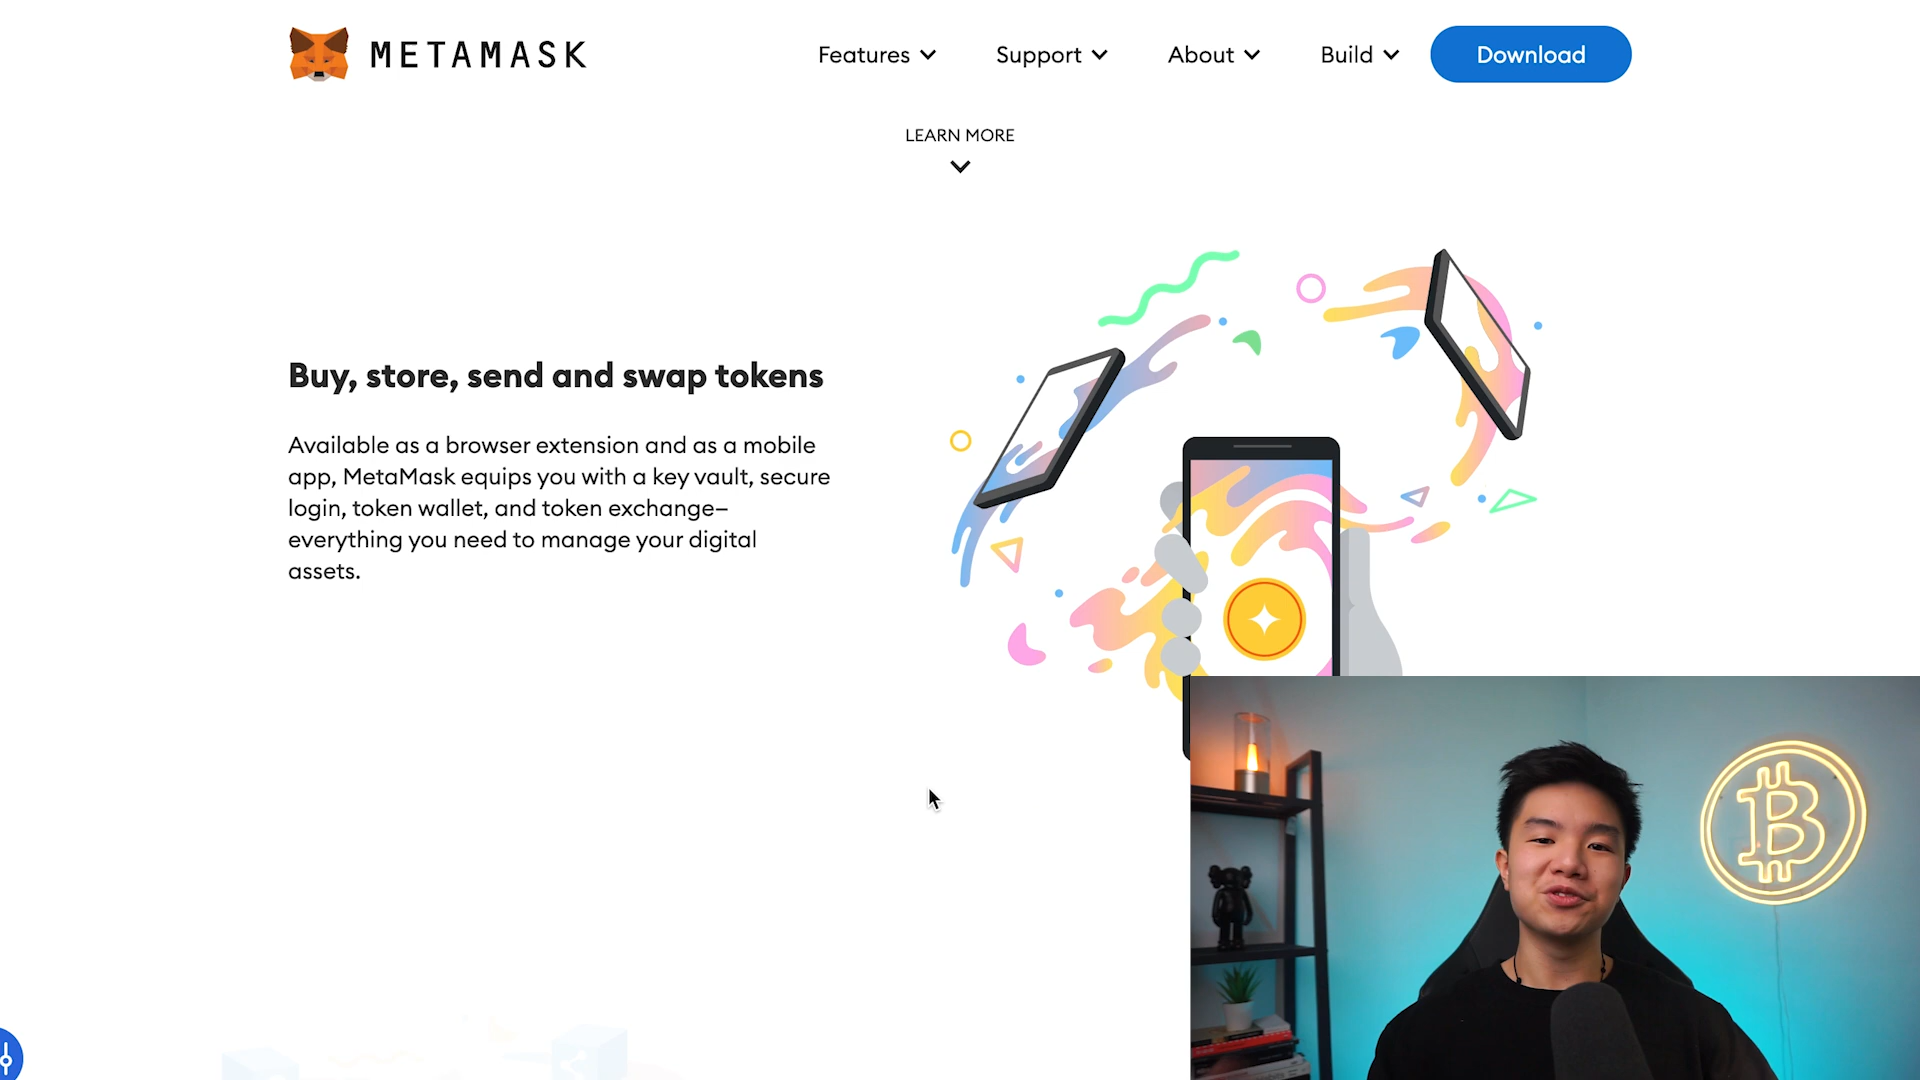 METAMASK
Features
Support
About
Build
Download
LEARN MORE
Buy, store, send and swap tokens
Available as a browser extension and as a mobile
app, MetaMask equips you with a key vault, secure
login, token wallet, and token exchange—
everything you need to manage your digital
assets.